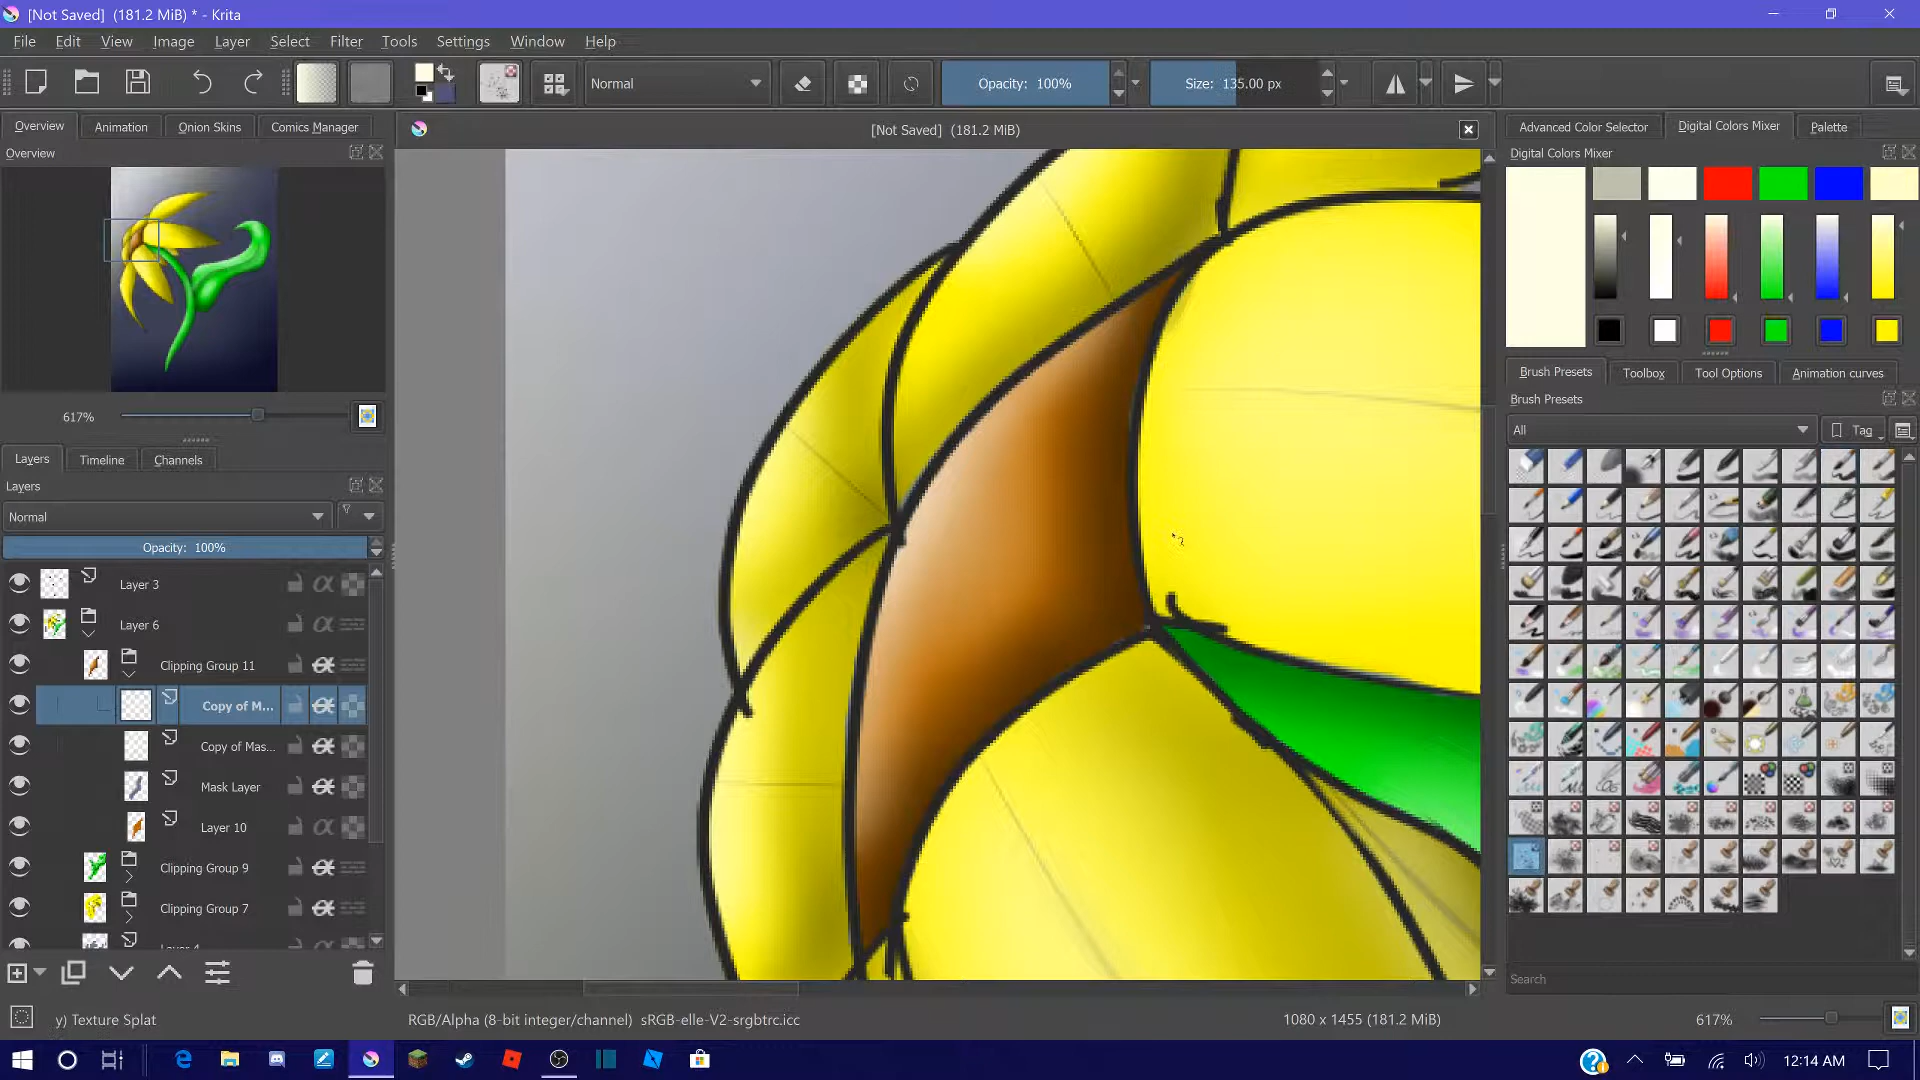 [Not Saved]  (181.2 MiB) * - Krita
File Edit View Image Layer Select Filter Tools Settings Window Help
Normal Opacity: 100% Size: 135.00 px
Overview Animation Onion Skins Comics Manager
[Not Saved]  (181.2 MiB)
Advanced Color Selector Digital Colors Mixer Palette
Overview
Digital Colors Mixer
617%
Brush Presets Toolbox Tool Options Animation curves
Brush Presets
All Tag
Layers Timeline Channels
Layers
Normal
Opacity: 100%
Layer 3
Layer 6
Clipping Group 11
Copy of M...
Copy of Mas...
Mask Layer
Layer 10
Clipping Group 9
Clipping Group 7
Layer 4
Search
y) Texture Splat
RGB/Alpha (8-bit integer/channel)  sRGB-elle-V2-srgbtrc.icc
1080 x 1455 (181.2 MiB)
617%
12:14 AM